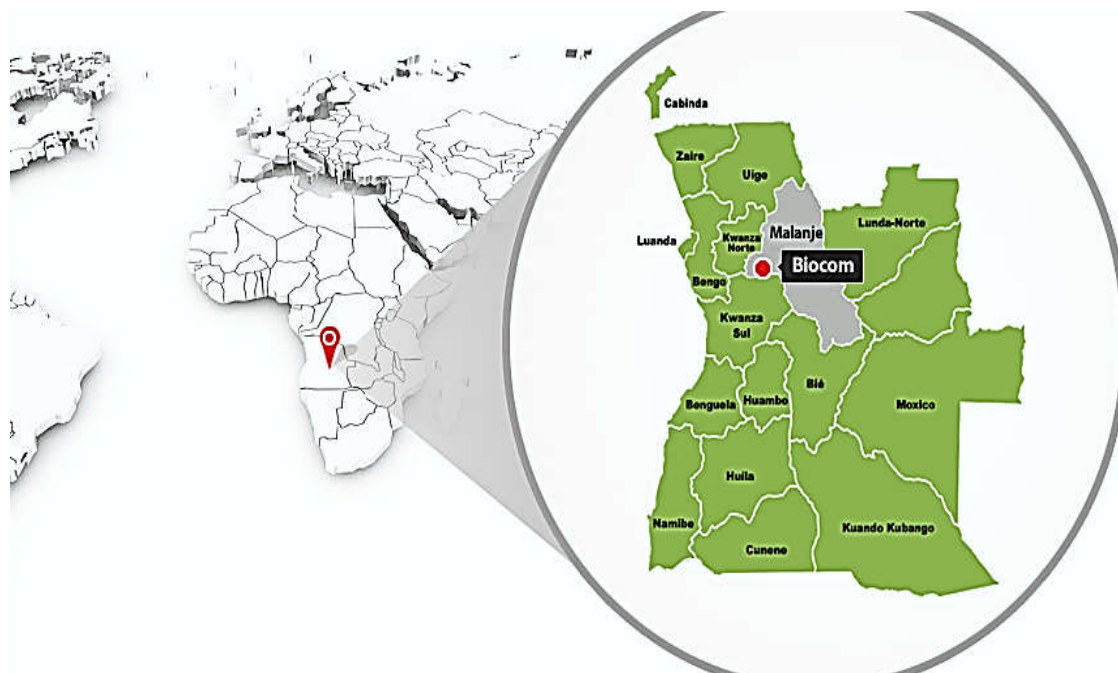 Cabinda
Zaire
Uige
Luanda
Kwanza
Norte
Malanje
Lunda-Norte
Biocom
Bengo
Kwanza
Sul
Bié
Benguela
Huambo
Moxico
Huíla
Namibe
Kuando Kubango
Cunene